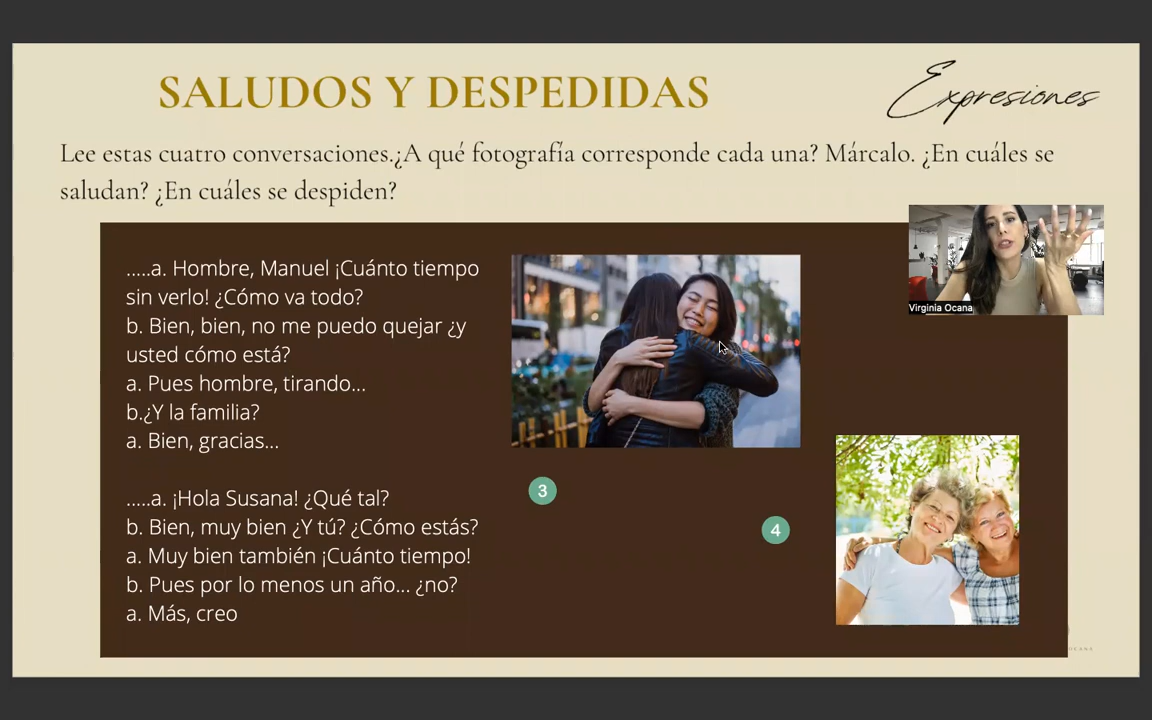 SALUDOS Y DESPEDIDAS
Expresiones
Lee estas cuatro conversaciones.¿A qué fotografía corresponde cada una? Márcalo. ¿En cuáles se
saludan? ¿En cuáles se despiden?
.....a. Hombre, Manuel ¡Cuánto tiempo
sin verlo! ¿Cómo va todo?
b. Bien, bien, no me puedo quejar ¿y
usted cómo está?
a. Pues hombre, tirando...
b.¿Y la familia?
a. Bien, gracias...
.....a. ¡Hola Susana! ¿Qué tal?
b. Bien, muy bien ¿Y tú? ¿Cómo estás?
a. Muy bien también ¡Cuánto tiempo!
b. Pues por lo menos un año... ¿no?
a. Más, creo
3
4
Virginia Ocana